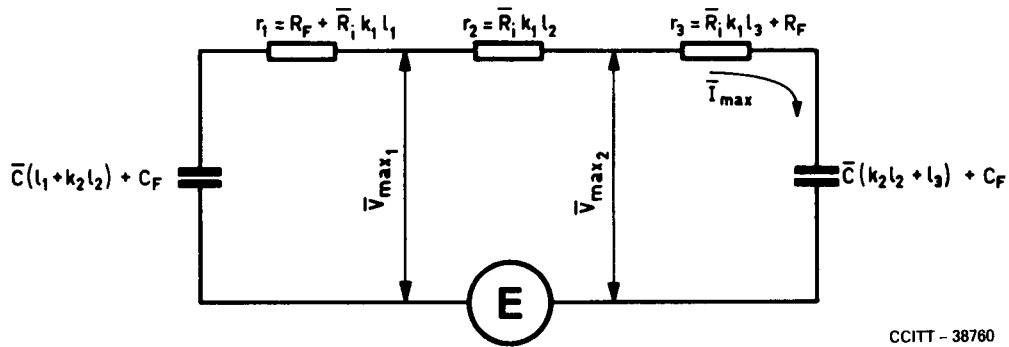 r₁ = R_F + R̅ᵢ k₁ l₁
r₂ = R̅ᵢ k₁ l₂
r₃ = R̅ᵢ k₁ l₃ + R_F
I̅_max
C̅(l₁ + k₂l₂) + C_F
V̅_max₁
V̅_max₂
C̅(k₂l₂ + l₃) + C_F
E
CCITT – 38760